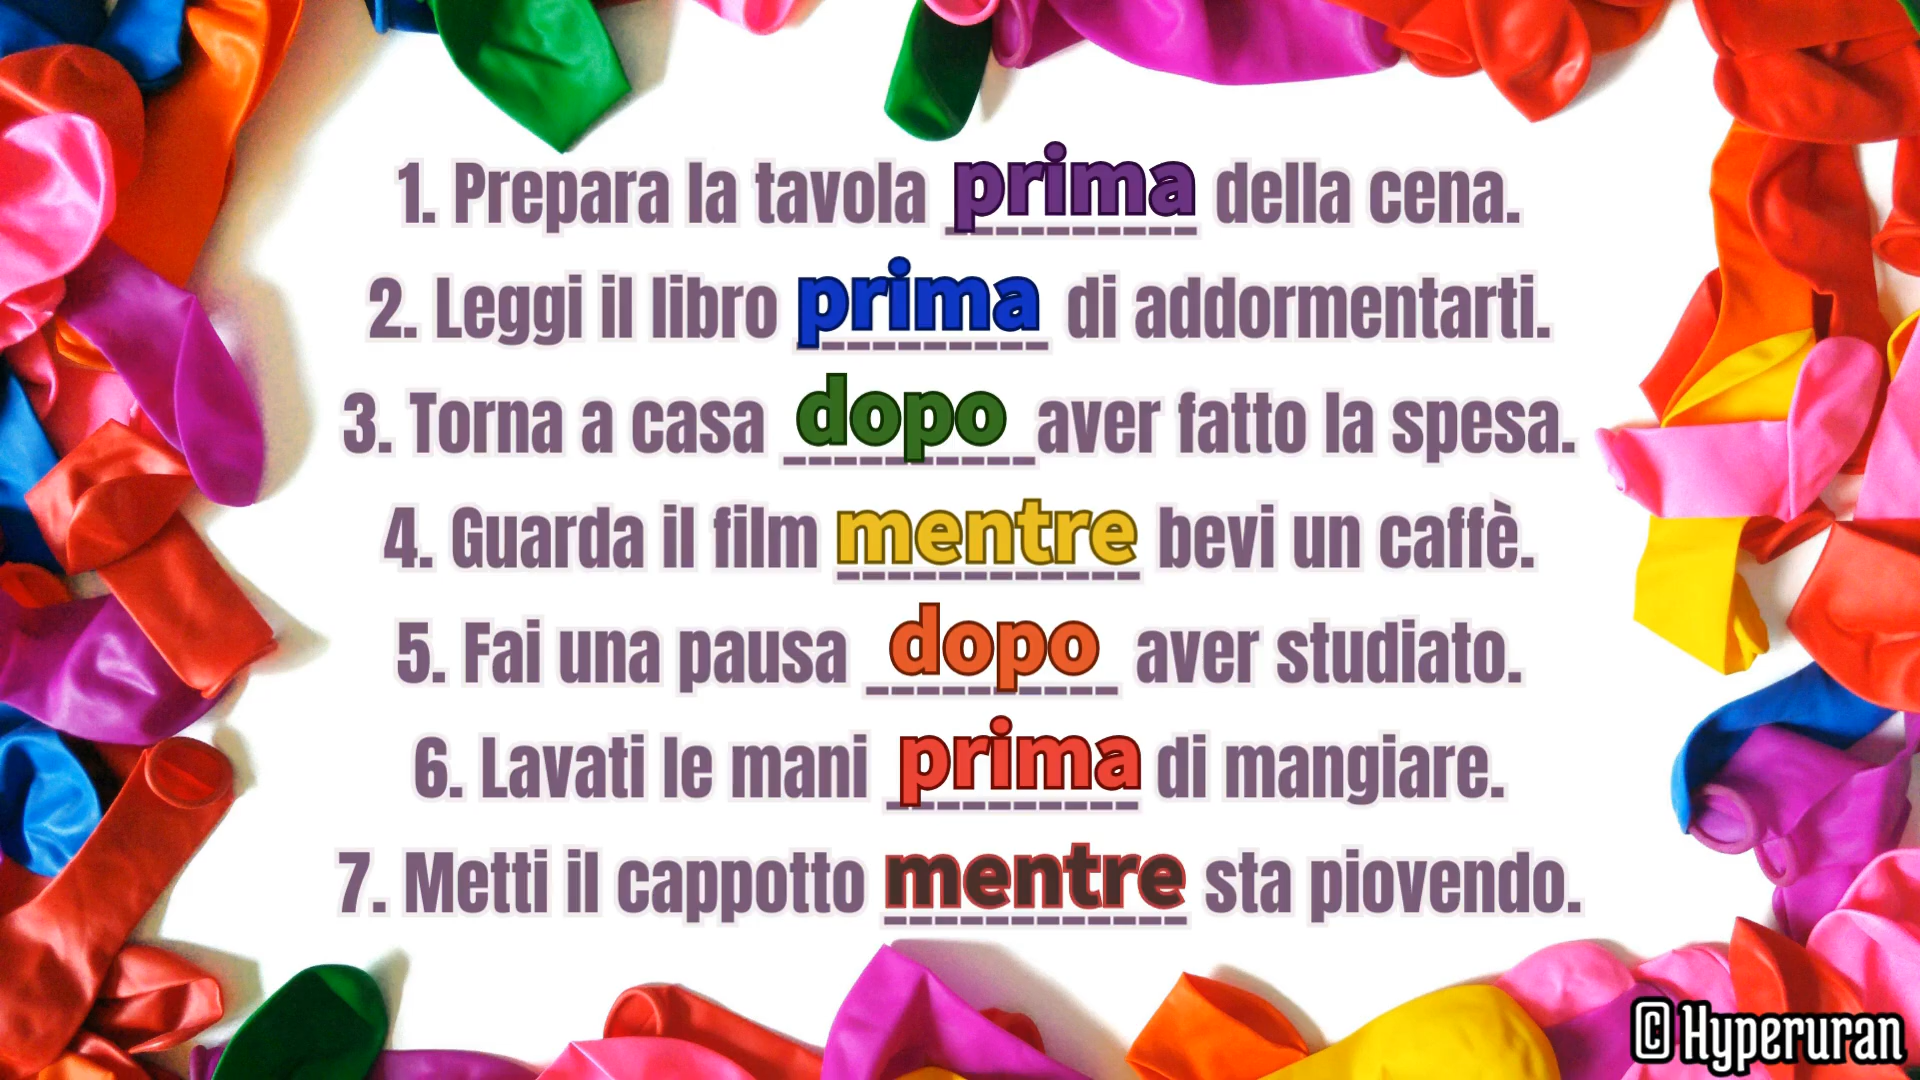 1. Prepara la tavola prima della cena.
2. Leggi il libro prima di addormentarti.
3. Torna a casa dopo aver fatto la spesa.
4. Guarda il film mentre bevi un caffè.
5. Fai una pausa dopo aver studiato.
6. Lavati le mani prima di mangiare.
7. Metti il cappotto mentre sta piovendo.
© Hyperuran